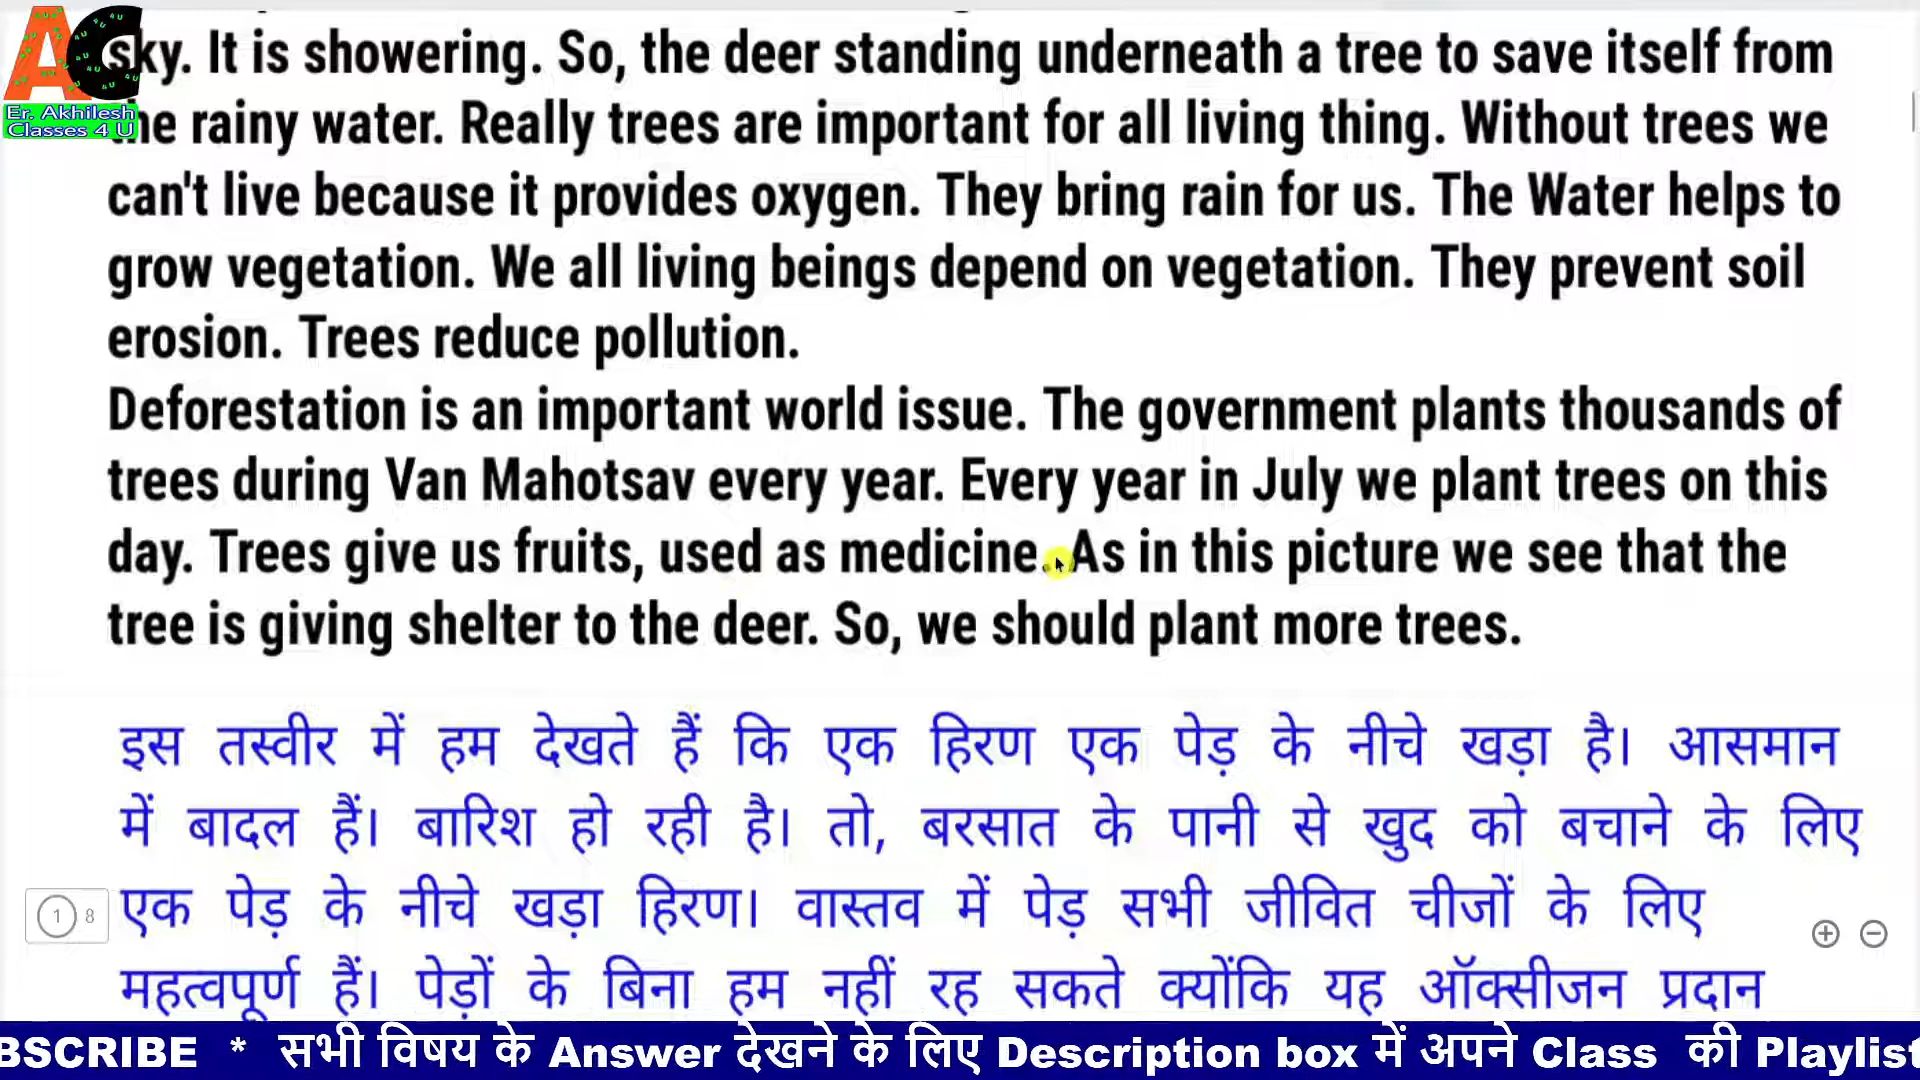 sky. It is showering. So, the deer standing underneath a tree to save itself from
the rainy water. Really trees are important for all living thing. Without trees we
can't live because it provides oxygen. They bring rain for us. The Water helps to
grow vegetation. We all living beings depend on vegetation. They prevent soil
erosion. Trees reduce pollution.
Deforestation is an important world issue. The government plants thousands of
trees during Van Mahotsav every year. Every year in July we plant trees on this
day. Trees give us fruits, used as medicine. As in this picture we see that the
tree is giving shelter to the deer. So, we should plant more trees.
इस तस्वीर में हम देखते हैं कि एक हिरण एक पेड़ के नीचे खड़ा है। आसमान
में बादल हैं। बारिश हो रही है। तो, बरसात के पानी से खुद को बचाने के लिए
एक पेड़ के नीचे खड़ा हिरण। वास्तव में पेड़ सभी जीवित चीजों के लिए
महत्वपूर्ण हैं। पेड़ों के बिना हम नहीं रह सकते क्योंकि यह ऑक्सीजन प्रदान
AC
Er. Akhilesh
Classes 4 U
1 8
BSCRIBE * सभी विषय के Answer देखने के लिए Description box में अपने Class की Playlist